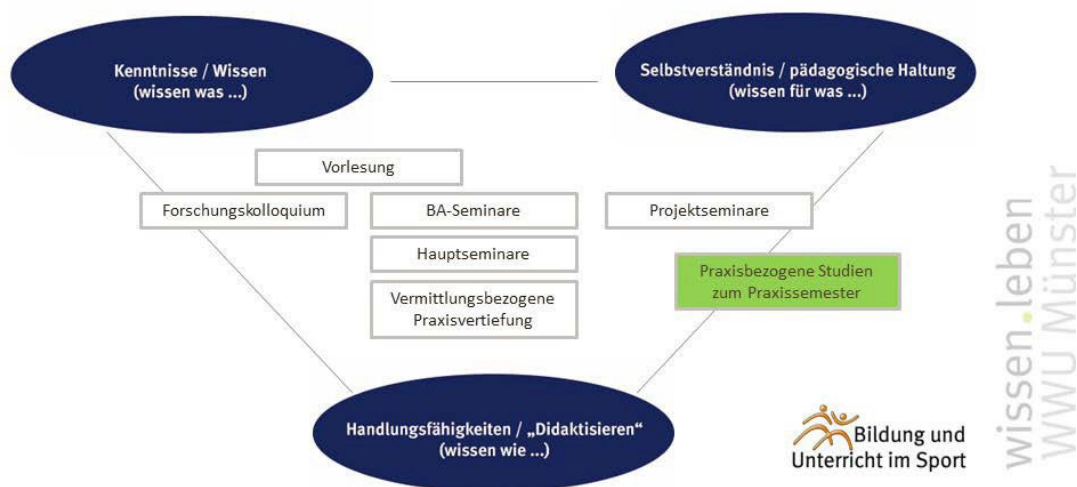 Kenntnisse / Wissen
(wissen was ...)
Selbstverständnis / pädagogische Haltung
(wissen für was ...)
Vorlesung
Forschungskolloquium
BA-Seminare
Projektseminare
Hauptseminare
Praxisbezogene Studien
zum Praxissemester
Vermittlungsbezogene
Praxisvertiefung
Handlungsfähigkeiten / „Didaktisieren“
(wissen wie ...)
Bildung und
Unterricht im Sport
wissen.leben
WWU Münster